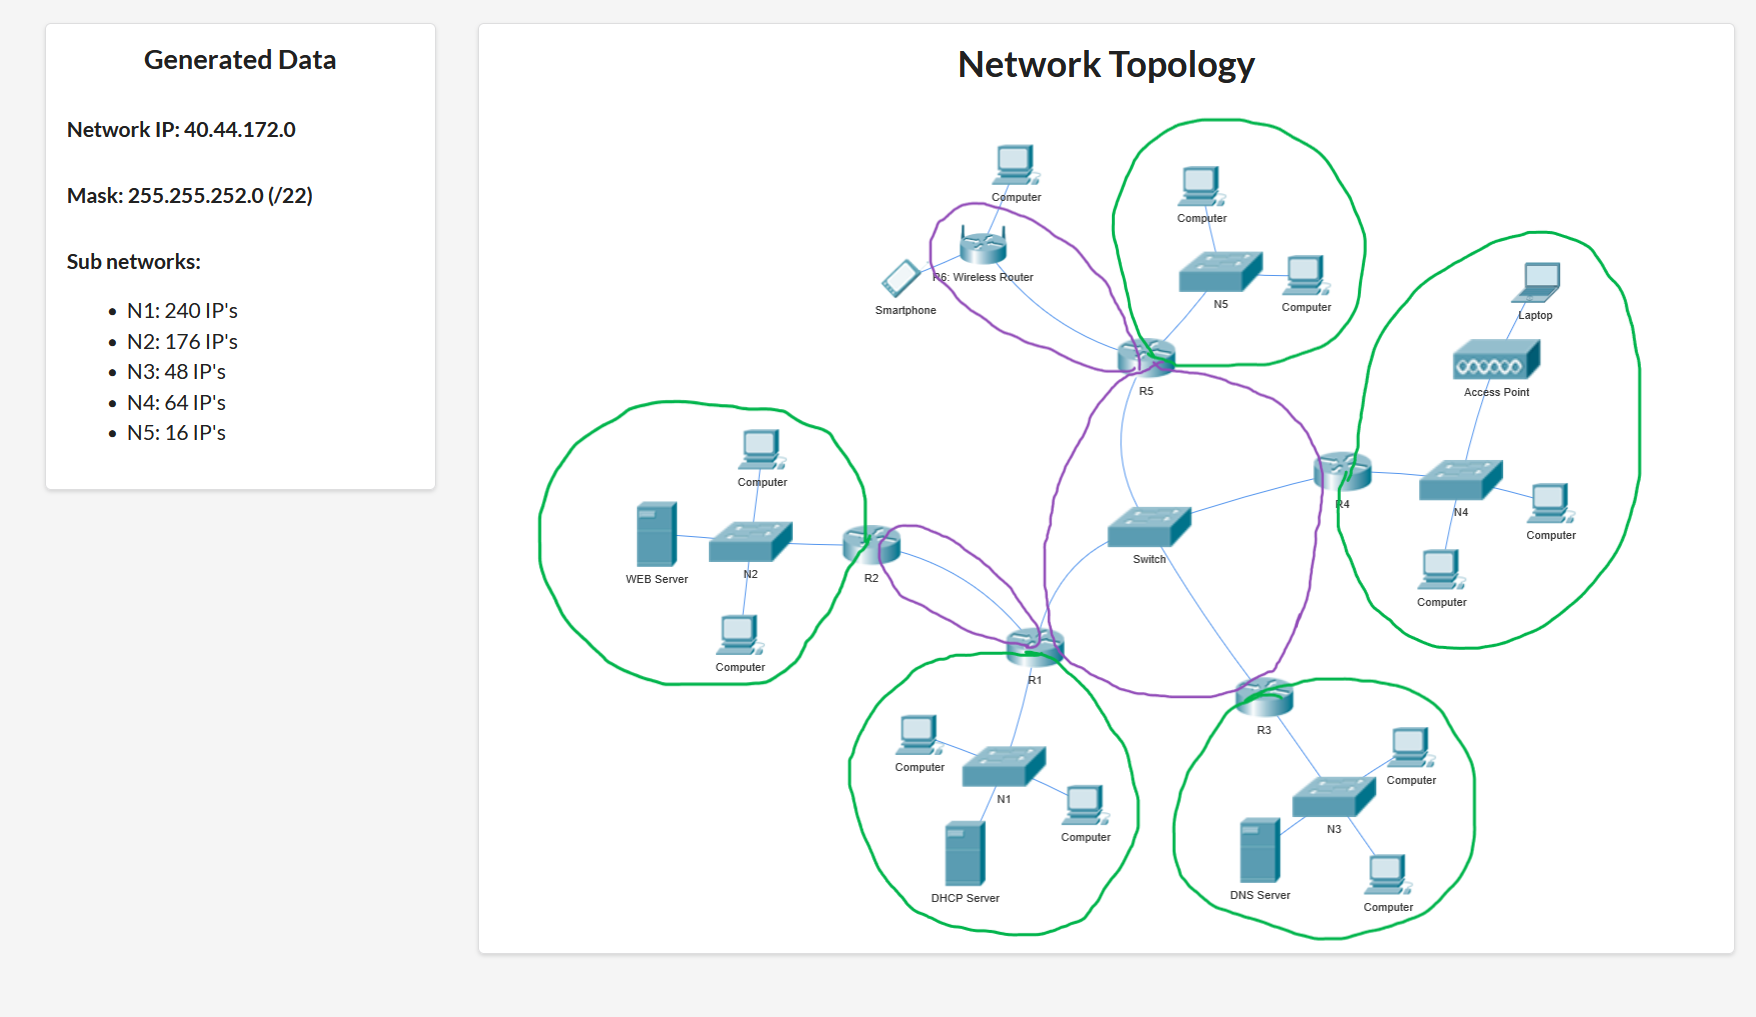 Generated Data
Network IP: 40.44.172.0
Mask: 255.255.252.0 (/22)
Sub networks:
N1: 240 IP's
N2: 176 IP's
N3: 48 IP's
N4: 64 IP's
N5: 16 IP's
Network Topology
Computer
R6: Wireless Router
Smartphone
Computer
N5
Computer
R5
Laptop
Access Point
R4
N4
Computer
Computer
Switch
Computer
WEB Server
N2
R2
Computer
R1
Computer
N1
Computer
DHCP Server
R3
Computer
N3
DNS Server
Computer